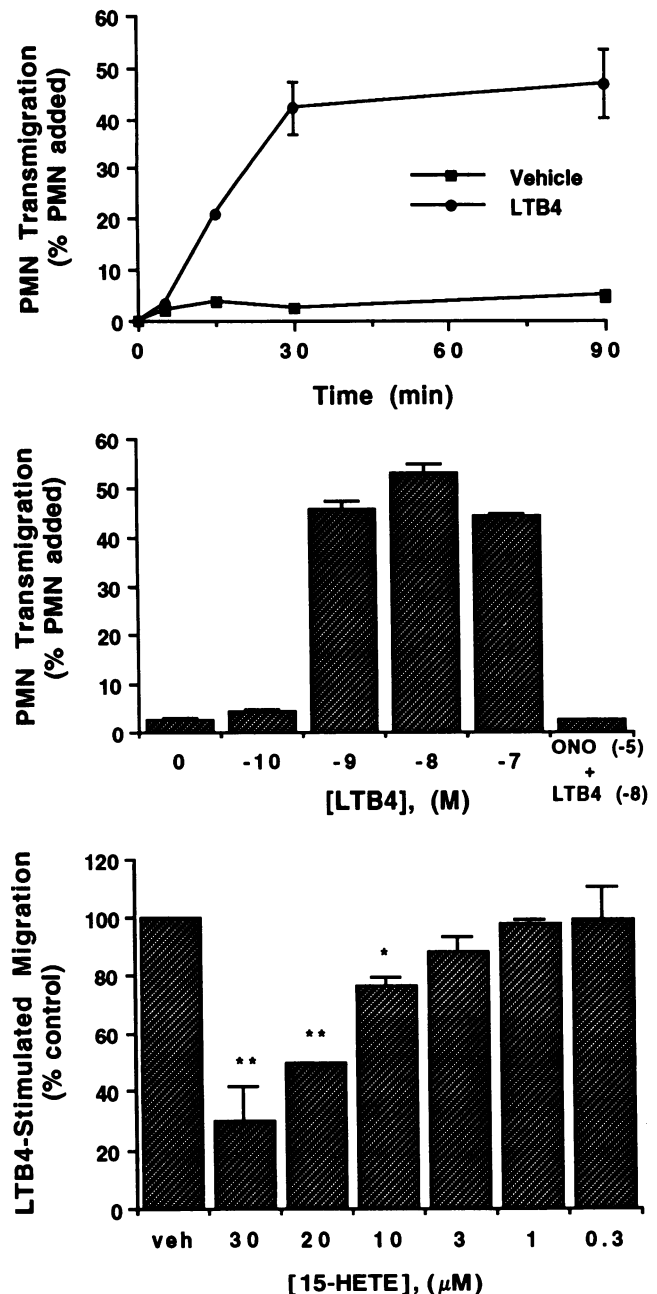 PMN Transmigration
(% PMN added)
60
50
40
30
20
10
0
Vehicle
LTB4
0 30 60 90
Time (min)
PMN Transmigration
(% PMN added)
60
50
40
30
20
10
0
0 -10 -9 -8 -7 ONO (-5)
+
LTB4 (-8)
[LTB4], (M)
LTB4-Stimulated Migration
(% control)
120
100
80
60
40
20
0
**
**
*
veh 30 20 10 3 1 0.3
[15-HETE], (μM)